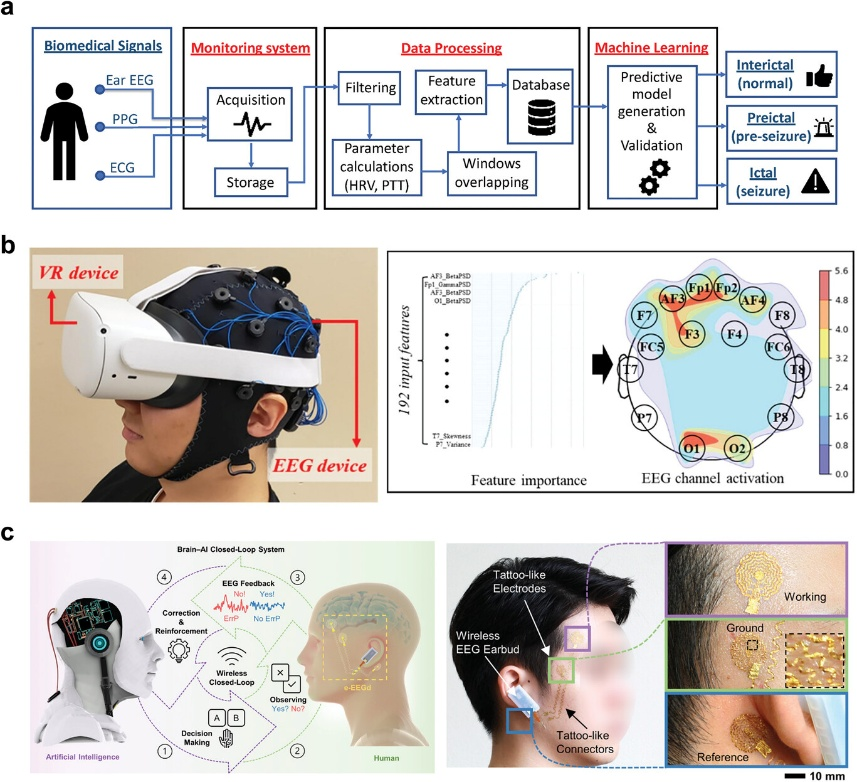 a
Biomedical Signals
Monitoring system
Data Processing
Machine Learning
Ear EEG
PPG
ECG
Acquisition
Storage
Filtering
Parameter
calculations
(HRV, PTT)
Feature
extraction
Windows
overlapping
Database
Predictive
model
generation
&
Validation
Interictal
(normal)
Preictal
(pre-seizure)
Ictal
(seizure)
b
VR device
EEG device
192 input features
AF3_BetaPSD
Fp1_GammaPSD
AF3_BetaPSD
O1_BetaPSD
T7_Skewness
P7_Variance
Feature importance
Fp1
Fp2
AF3
AF4
F7
F8
F3
F4
FC5
FC6
T7
T8
P7
P8
O1
O2
EEG channel activation
5.6
4.8
4.0
3.2
2.4
1.6
0.8
0.0
c
Brain–AI Closed-Loop System
4
3
EEG Feedback
No!
Yes!
ErrP
No ErrP
Correction &
Reinforcement
Wireless
Closed-Loop
Observing
Yes? No?
e-EEGd
A
B
Decision
Making
1
2
Artificial Intelligence
Human
Tattoo-like
Electrodes
Wireless
EEG Earbud
Tattoo-like
Connectors
Working
Ground
Reference
10 mm